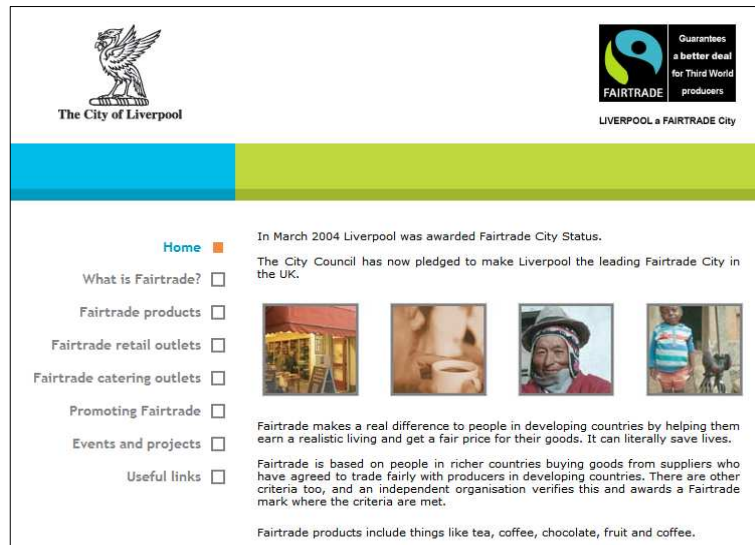 The City of Liverpool
FAIRTRADE
Guarantees
a better deal
for Third World
producers
LIVERPOOL a FAIRTRADE City
Home
What is Fairtrade?
Fairtrade products
Fairtrade retail outlets
Fairtrade catering outlets
Promoting Fairtrade
Events and projects
Useful links
In March 2004 Liverpool was awarded Fairtrade City Status.
The City Council has now pledged to make Liverpool the leading Fairtrade City in
the UK.
Fairtrade makes a real difference to people in developing countries by helping them
earn a realistic living and get a fair price for their goods. It can literally save lives.
Fairtrade is based on people in richer countries buying goods from suppliers who
have agreed to trade fairly with producers in developing countries. There are other
criteria too, and an independent organisation verifies this and awards a Fairtrade
mark where the criteria are met.
Fairtrade products include things like tea, coffee, chocolate, fruit and coffee.